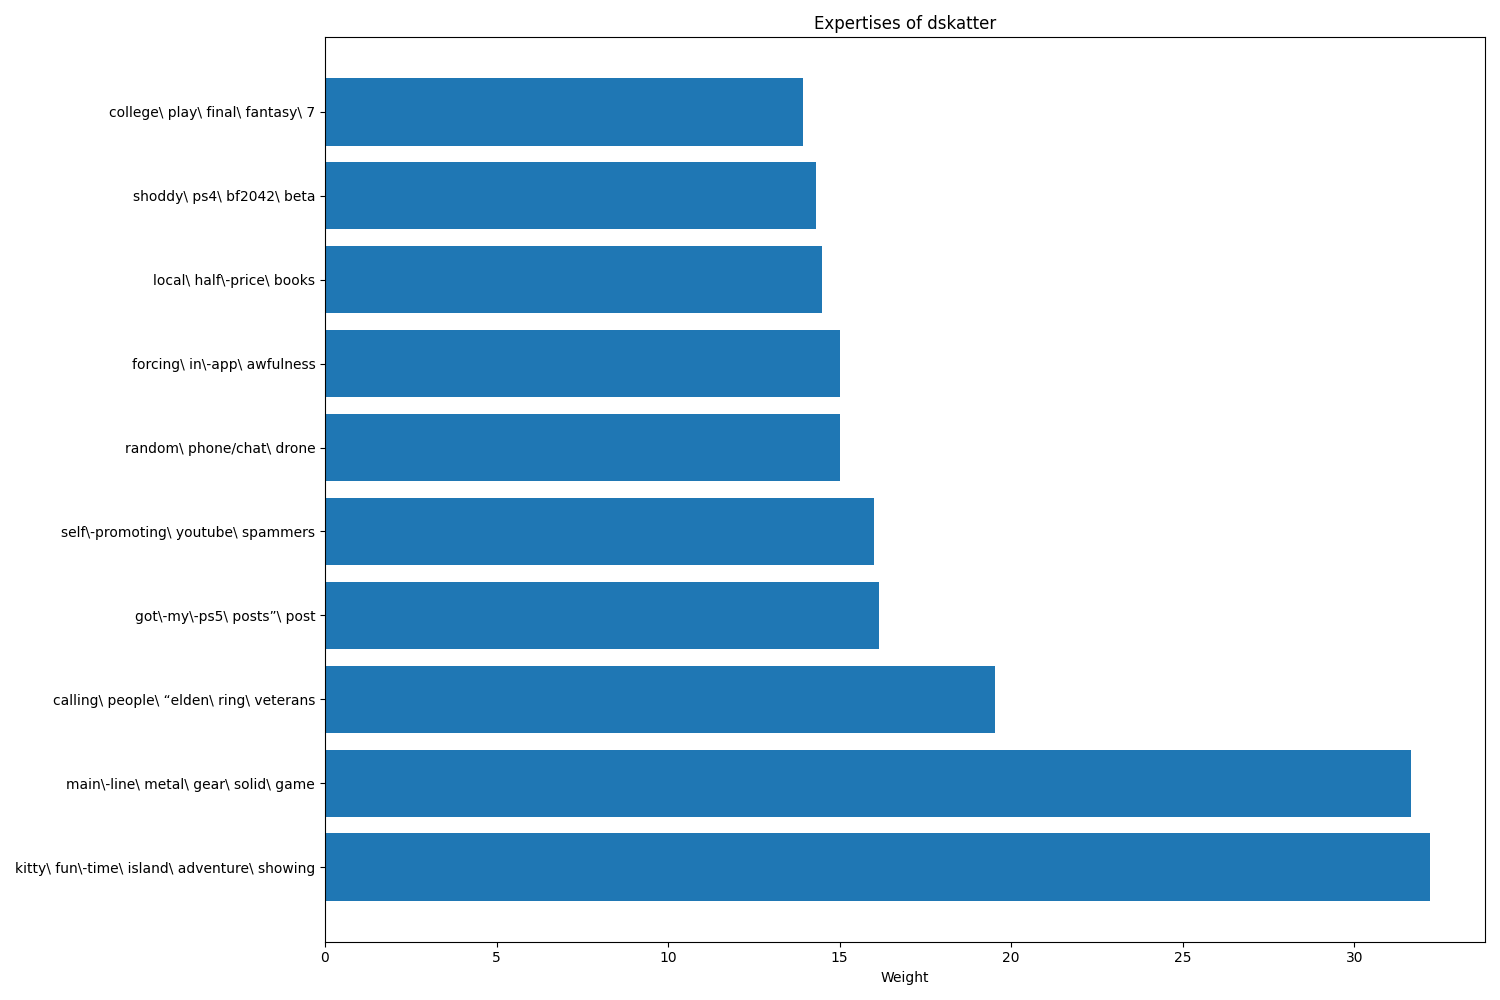 Expertises of dskatter
college\ play\ final\ fantasy\ 7
shoddy\ ps4\ bf2042\ beta
local\ half\-price\ books
forcing\ in\-app\ awfulness
random\ phone/chat\ drone
self\-promoting\ youtube\ spammers
got\-my\-ps5\ posts”\ post
calling\ people\ “elden\ ring\ veterans
main\-line\ metal\ gear\ solid\ game
kitty\ fun\-time\ island\ adventure\ showing
0 5 10 15 20 25 30
Weight